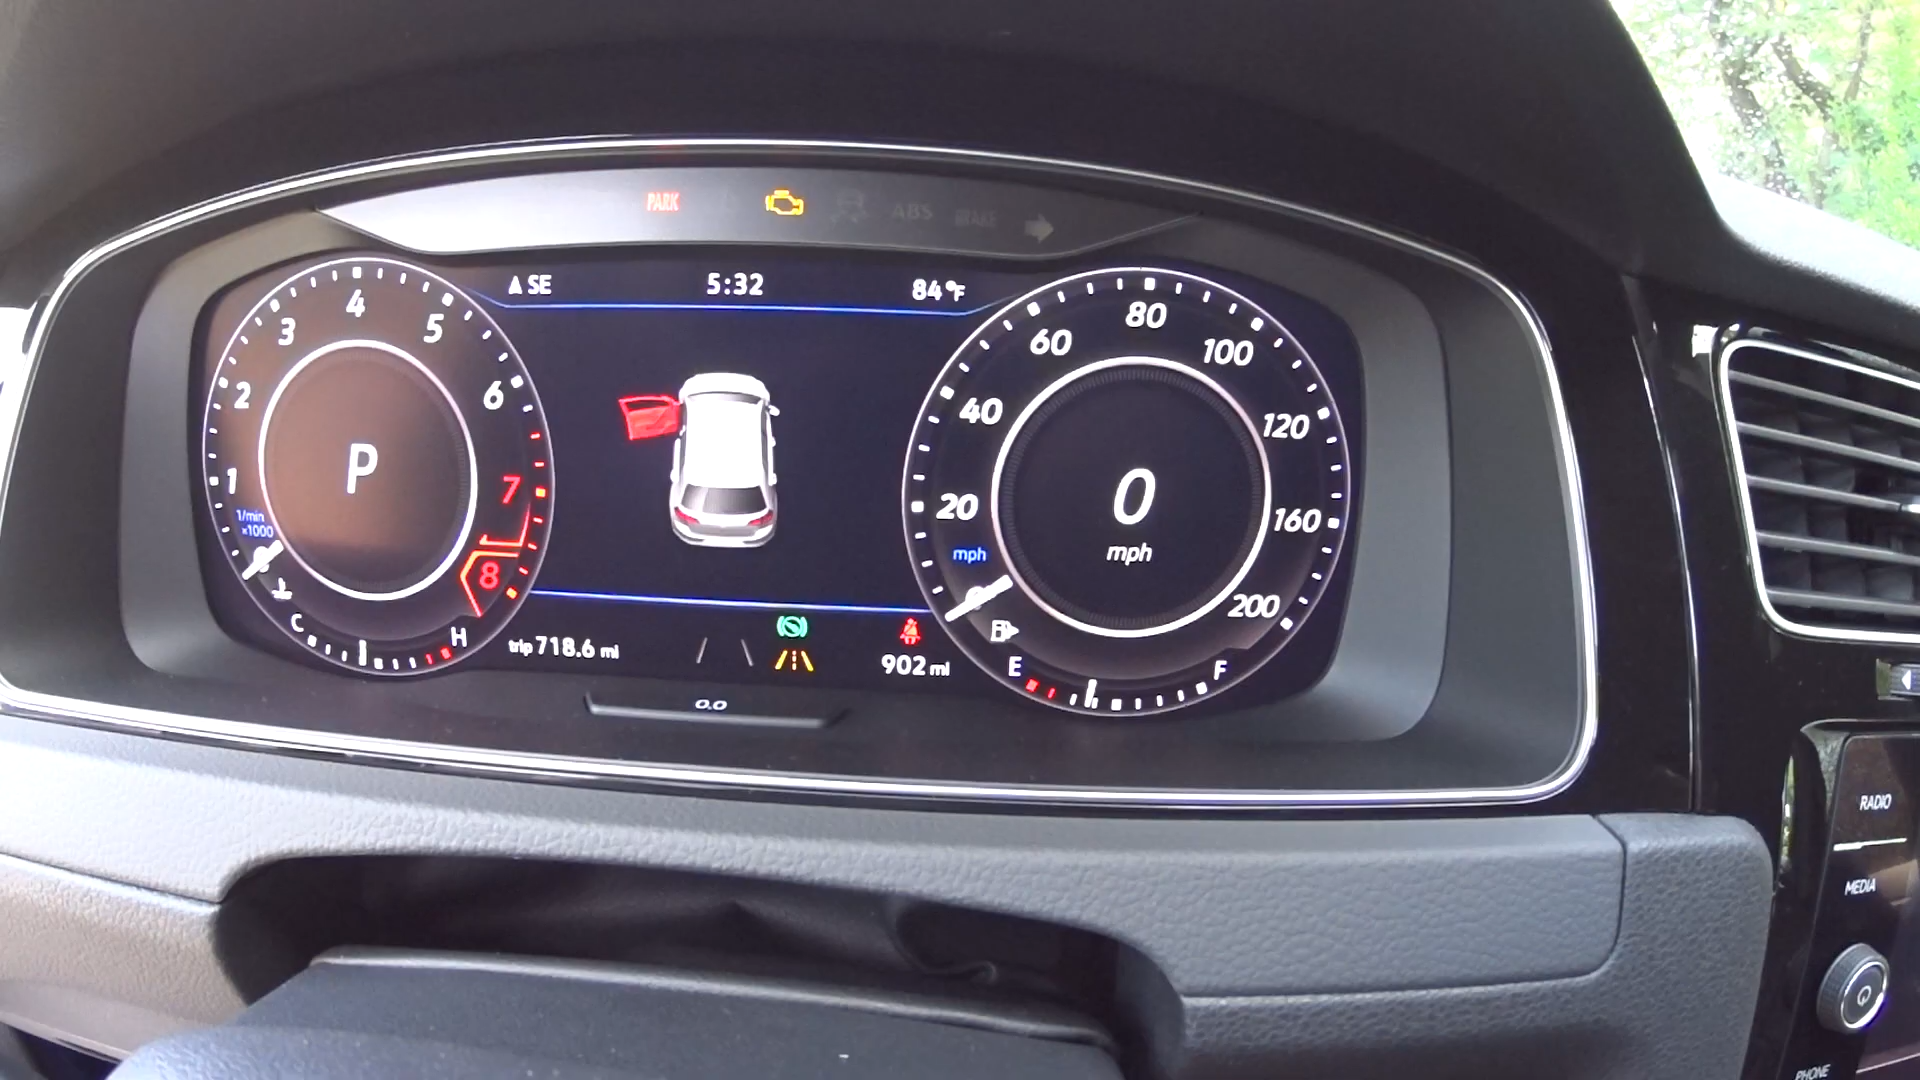 PARK
ABS
BRAKE
SE
5:32
84°F
1
2
3
4
5
6
7
8
1/min
x1000
P
C
H
20
40
60
80
100
120
160
200
mph
0
mph
E
F
trip 718.6 mi
902 mi
0.0
RADIO
MEDIA
PHONE